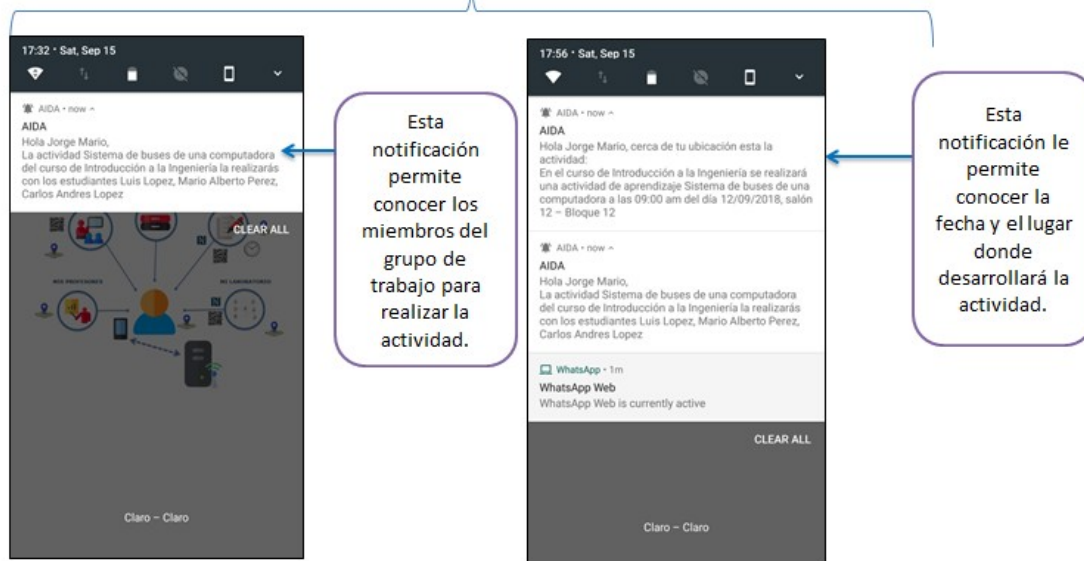 17:32 • Sat, Sep 15
AIDA • now
AIDA
Hola Jorge Mario,
La actividad Sistema de buses de una computadora
del curso de Introducción a la Ingeniería la realizarás
con los estudiantes Luis Lopez, Mario Alberto Perez,
Carlos Andres Lopez
CLEAR ALL
MIS PROFESORES
MI LABORATORIO
Claro – Claro
Esta
notificación
permite
conocer los
miembros del
grupo de
trabajo para
realizar la
actividad.
17:56 • Sat, Sep 15
AIDA • now
AIDA
Hola Jorge Mario, cerca de tu ubicación esta la
actividad:
En el curso de Introducción a la Ingeniería se realizará
una actividad de aprendizaje Sistema de buses de una
computadora a las 09:00 am del día 12/09/2018, salón
12 – Bloque 12
AIDA • now
AIDA
Hola Jorge Mario,
La actividad Sistema de buses de una computadora
del curso de Introducción a la Ingeniería la realizarás
con los estudiantes Luis Lopez, Mario Alberto Perez,
Carlos Andres Lopez
WhatsApp • 1m
WhatsApp Web
WhatsApp Web is currently active
CLEAR ALL
Claro – Claro
Esta
notificación le
permite
conocer la
fecha y el lugar
donde
desarrollará la
actividad.